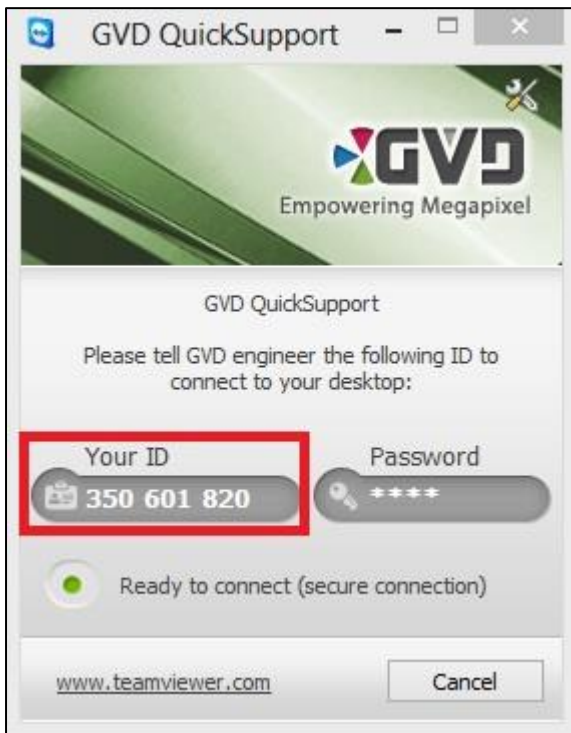 GVD QuickSupport
GVD
Empowering Megapixel
GVD QuickSupport
Please tell GVD engineer the following ID to
connect to your desktop:
Your ID
350 601 820
Password
****
Ready to connect (secure connection)
www.teamviewer.com
Cancel